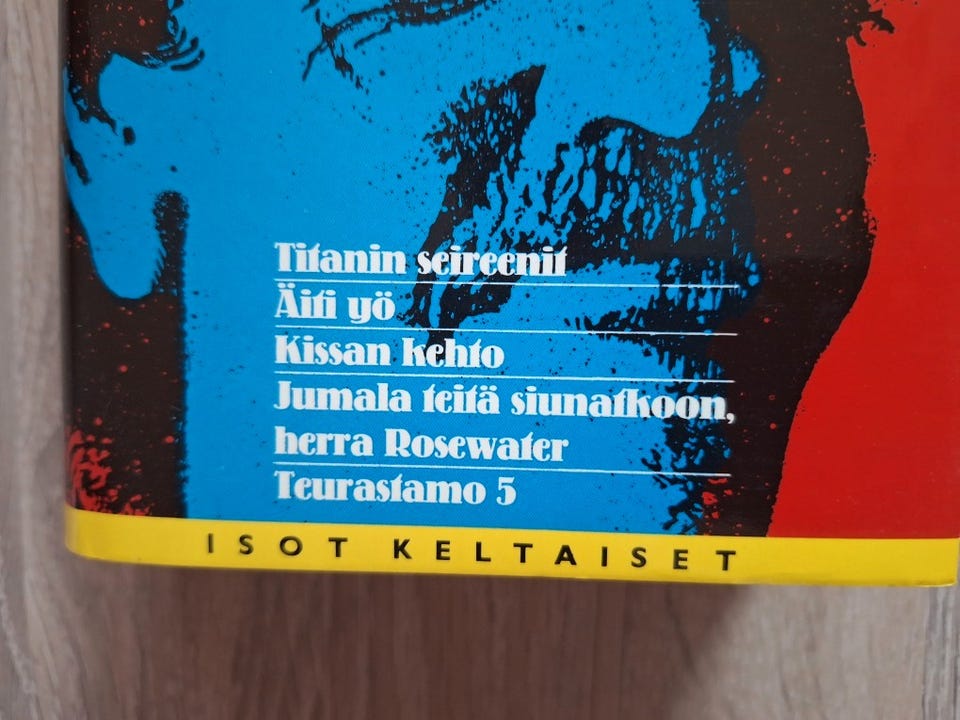 Titanin seireenit
Äiti yö
Kissan kehto
Jumala teitä siunatkoon,
herra Rosewater
Teurastamo 5
ISOT KELTAISET